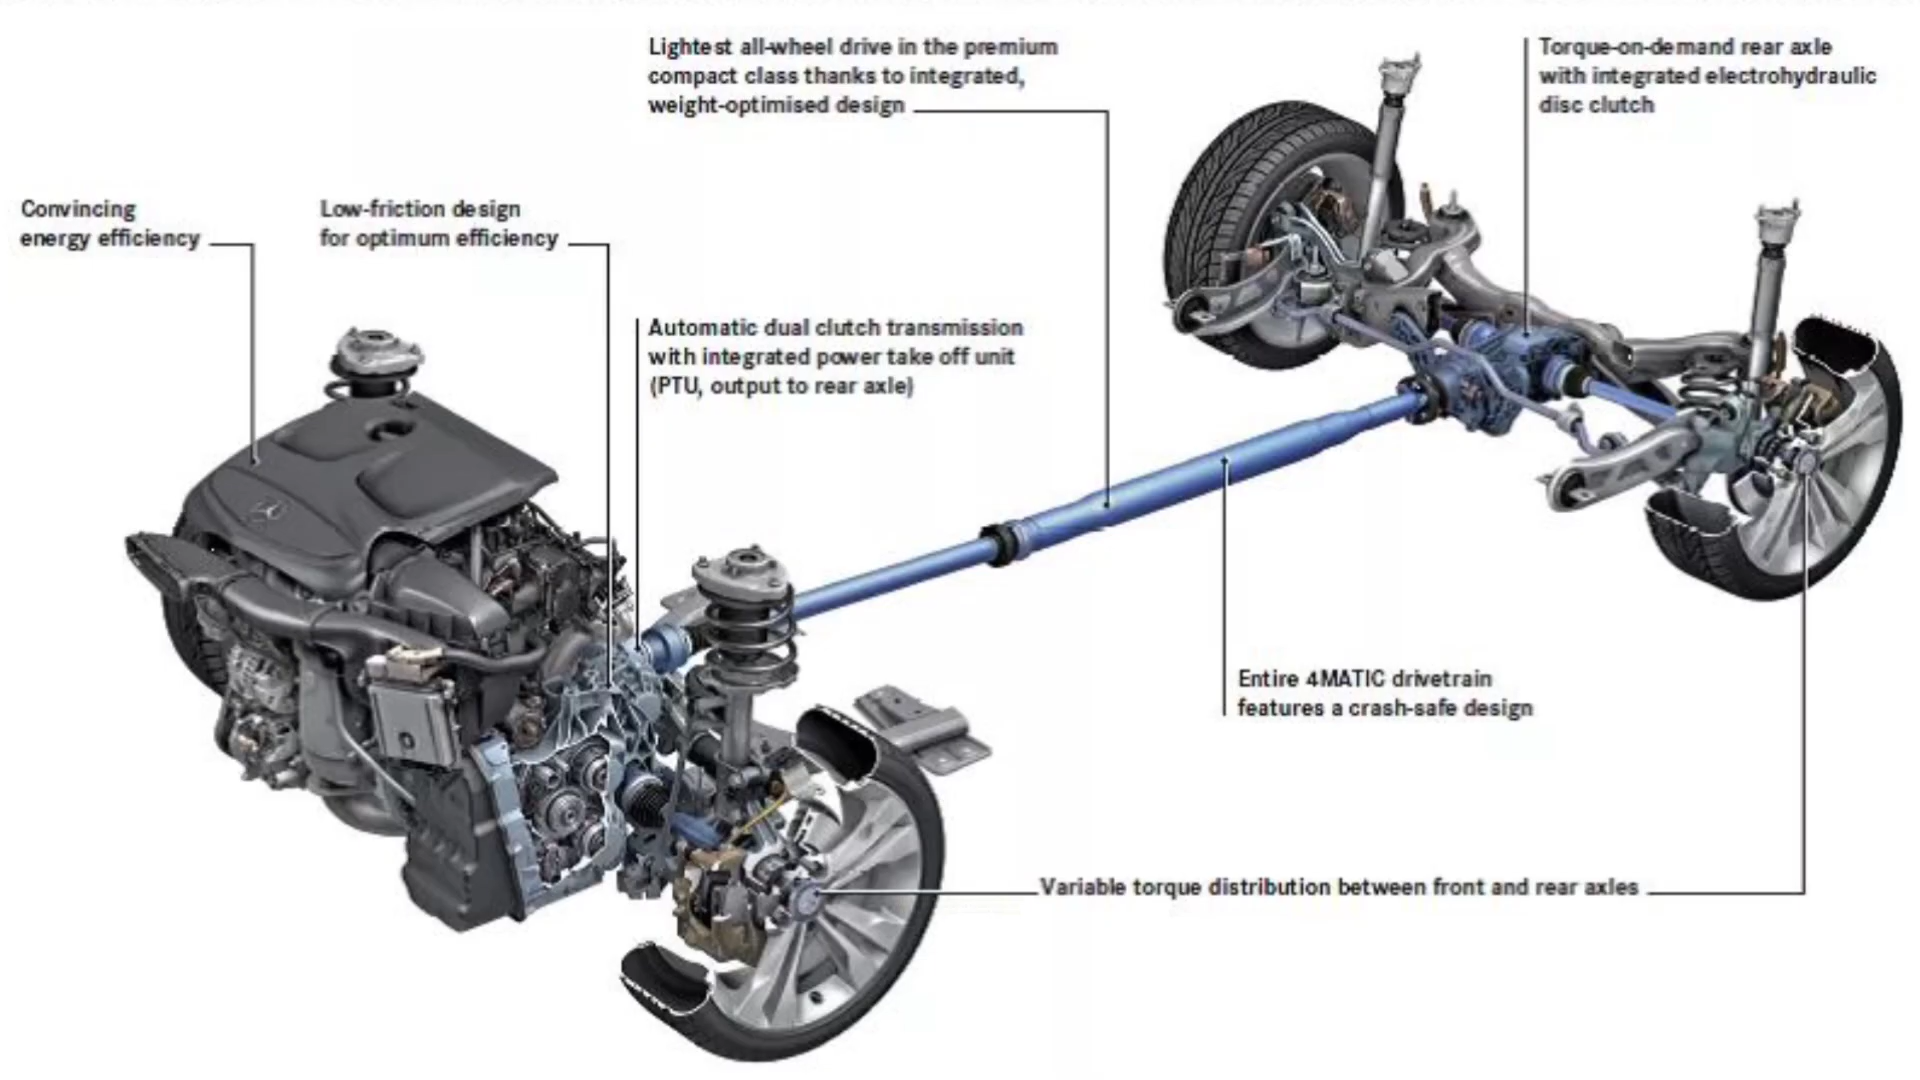 Lightest all-wheel drive in the premium
compact class thanks to integrated,
weight-optimised design
Torque-on-demand rear axle
with integrated electrohydraulic
disc clutch
Convincing
energy efficiency
Low-friction design
for optimum efficiency
Automatic dual clutch transmission
with integrated power take off unit
(PTU, output to rear axle)
Entire 4MATIC drivetrain
features a crash-safe design
Variable torque distribution between front and rear axles